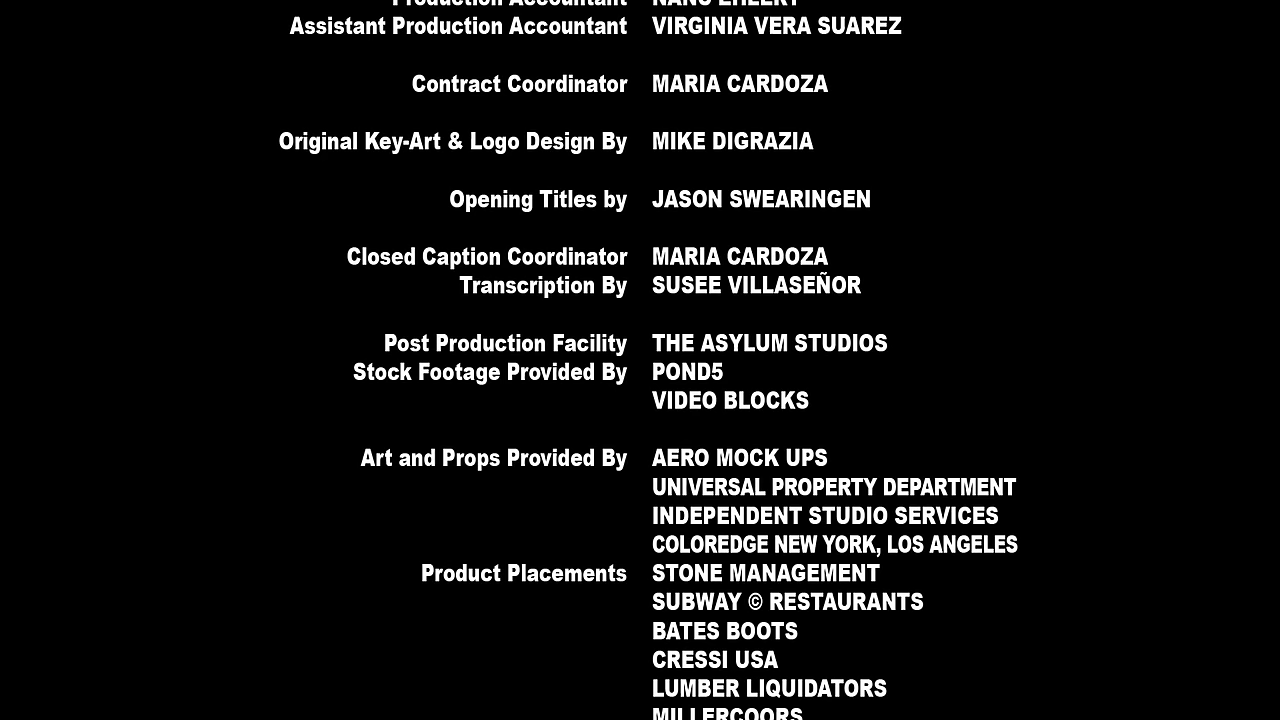 Production Accountant
Assistant Production Accountant VIRGINIA VERA SUAREZ
Contract Coordinator MARIA CARDOZA
Original Key-Art & Logo Design By MIKE DIGRAZIA
Opening Titles by JASON SWEARINGEN
Closed Caption Coordinator MARIA CARDOZA
Transcription By SUSEE VILLASEÑOR
Post Production Facility THE ASYLUM STUDIOS
Stock Footage Provided By POND5
VIDEO BLOCKS
Art and Props Provided By AERO MOCK UPS
UNIVERSAL PROPERTY DEPARTMENT
INDEPENDENT STUDIO SERVICES
COLOREDGE NEW YORK, LOS ANGELES
Product Placements STONE MANAGEMENT
SUBWAY © RESTAURANTS
BATES BOOTS
CRESSI USA
LUMBER LIQUIDATORS
MILLERCOORS